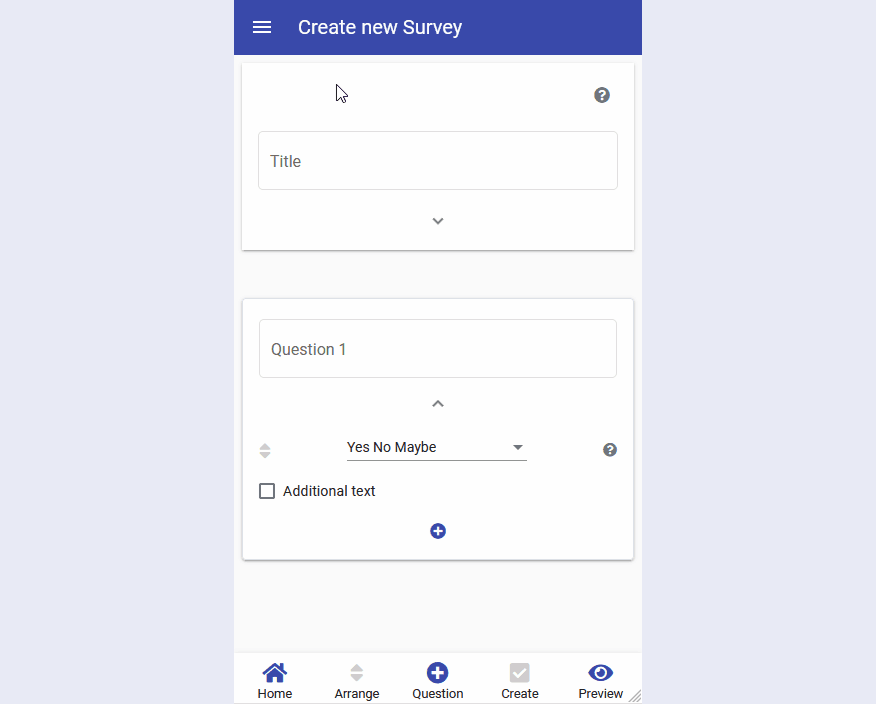 Create new Survey
Title
Question 1
Yes No Maybe
Additional text
Home Arrange Question Create Preview